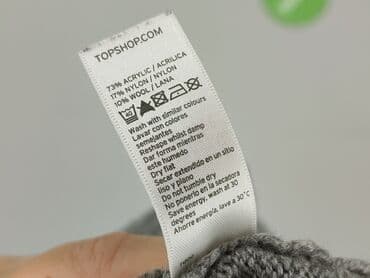 TOPSHOP.COM
73% ACRYLIC / ACRILICA
17% NYLON / NYLON
10% WOOL / LANA
40
Wash with similar colours
Lavar con colores
semejantes
Reshape whilst damp
Dar forma mientras
este humedo
Dry flat
Secar extendido en un sitio
liso y plano
Do not tumble dry
No ponerlo en la secadora
Save energy, wash at 30
degrees
Ahorre energía, lave a 30°C